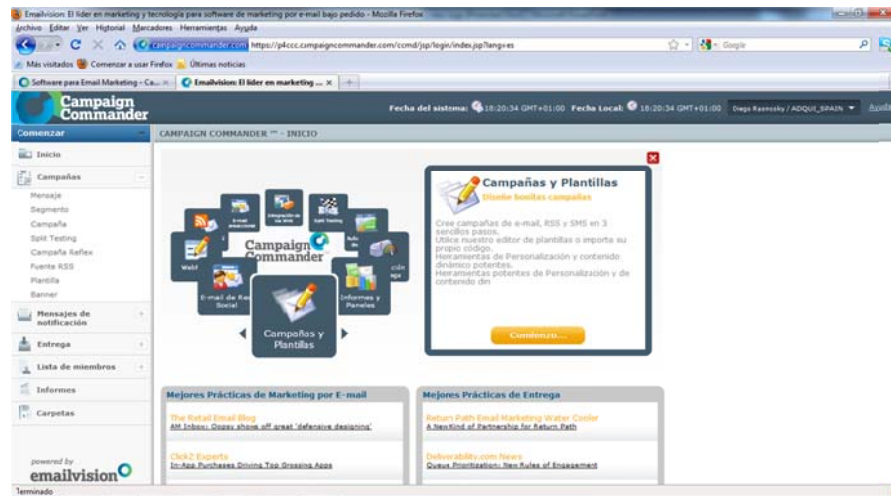 Emailvision: El líder en marketing y tecnología para software de marketing por e-mail bajo pedido - Mozilla Firefox
Archivo Editar Ver Historial Marcadores Herramientas Ayuda
campaigncommander.com https://p4ccc.campaigncommander.com/ccmd/jsp/login/index.jsp?lang=es
Google
Más visitados Comenzar a usar Firefox Últimas noticias
Software para Email Marketing - Ca...
Emailvision: El líder en marketing ...
Campaign Commander
Fecha del sistema: 18:20:34 GMT+01:00 Fecha Local: 18:20:34 GMT+01:00
/ ADQUI_SPAIN
Comenzar
CAMPAIGN COMMANDER ™ - INICIO
Inicio
Campañas
Mensaje
Segmento
Campaña
Split Testing
Campaña Reflex
Fuente RSS
Plantilla
Banner
Mensajes de notificación
Entrega
Lista de miembros
Informes
Carpetas
powered by
emailvision
Split Testing
Campaign Commander
E-mail de Red Social
Informes y Paneles
Campañas y Plantillas
Campañas y Plantillas
Diseñe bonitas campañas
Cree campañas de e-mail, RSS y SMS en 3
sencillos pasos.
Utilice nuestro editor de plantillas o importe su
propio código.
Herramientas de Personalización y contenido
dinámico potentes.
Herramientas potentes de Personalización y de
contenido din
Comienzo...
Mejores Prácticas de Marketing por E-mail
The Retail Email Blog
AM Inbox: Oopsy shows off great 'defensive designing'
ClickZ Experts
In-App Purchases Driving Top Grossing Apps
Mejores Prácticas de Entrega
Return Path Email Marketing Water Cooler
A New Kind of Partnership for Return Path
Deliverability.com News
Queue Prioritization: New Rules of Engagement
Terminado